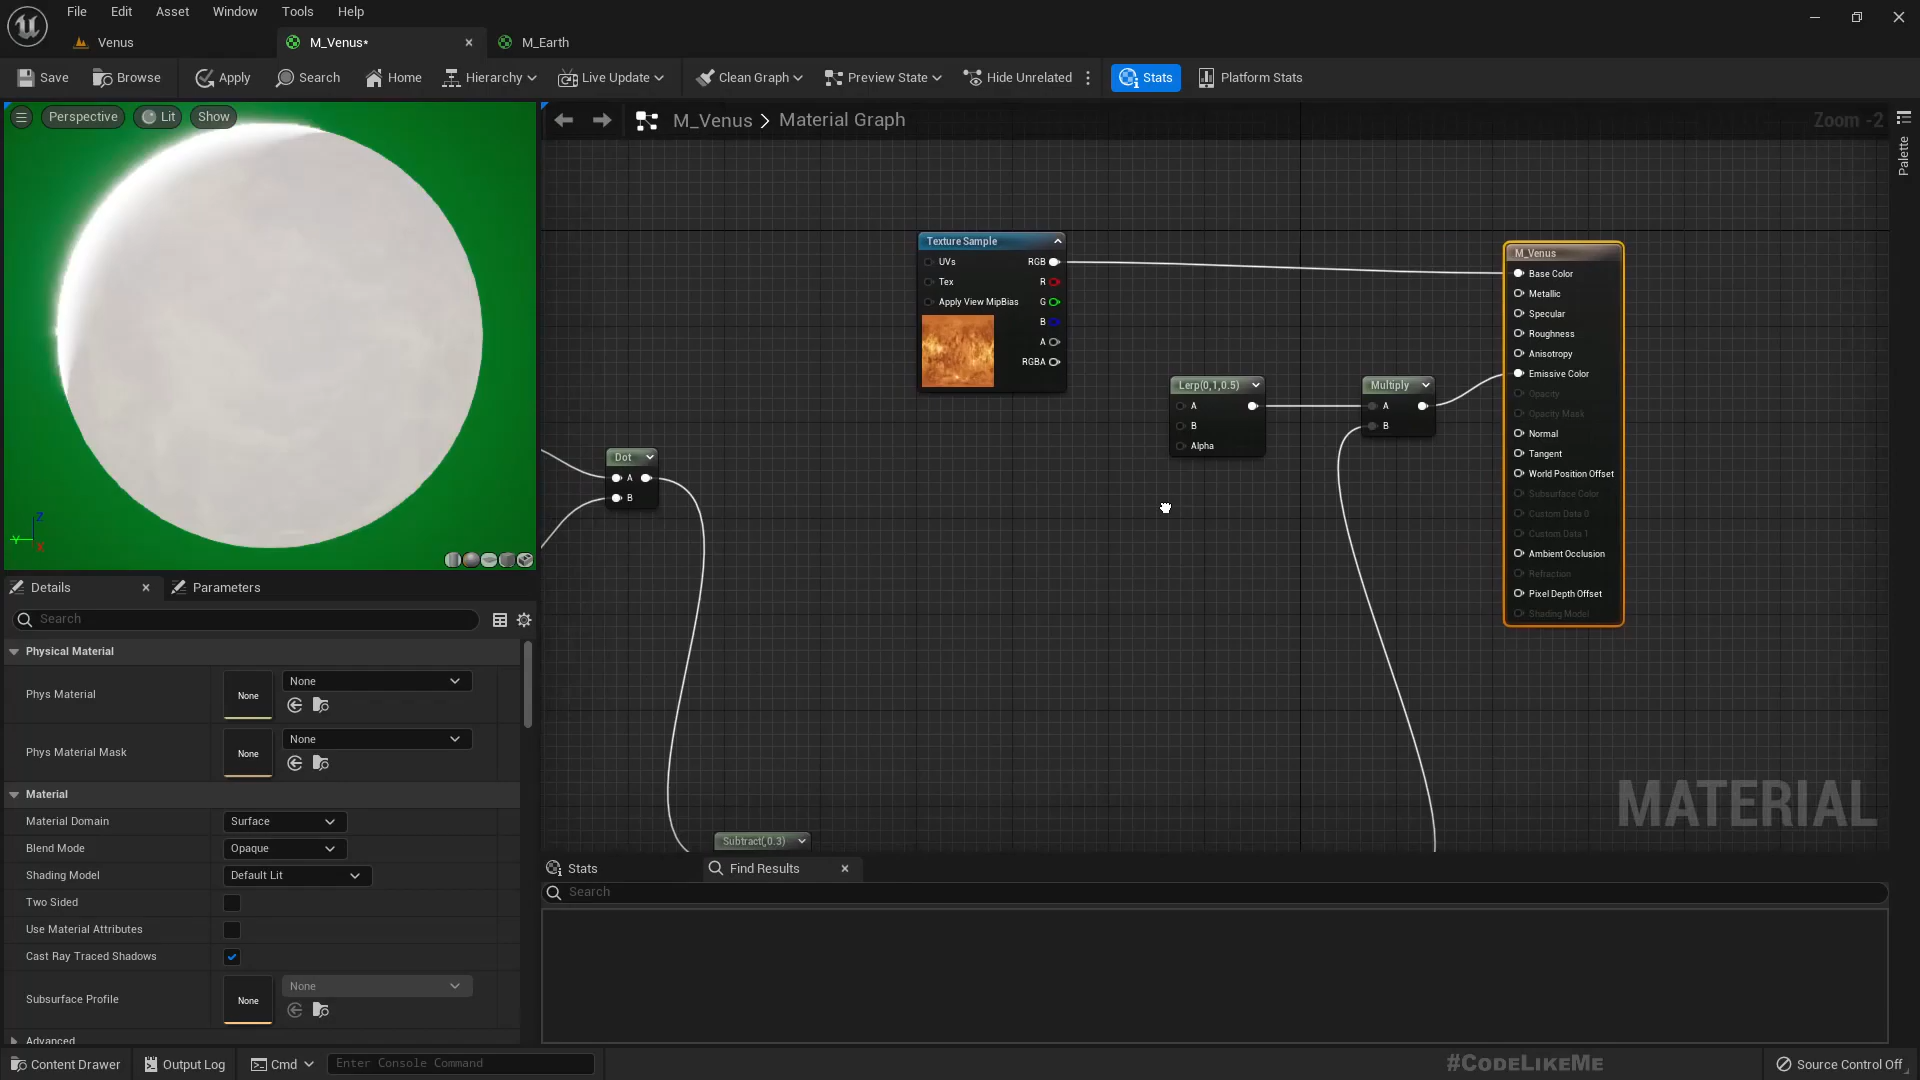 File Edit Asset Window Tools Help
Venus M_Venus* M_Earth
Save Browse Apply Search Home Hierarchy Live Update Clean Graph Preview State Hide Unrelated Stats Platform Stats
Perspective Lit Show
M_Venus > Material Graph
Zoom -2
Palette
Texture Sample
UVs RGB
Tex R
Apply View MipBias G
B
A
RGBA
Lerp(0,1,0.5)
A
B
Alpha
Multiply
A
B
Dot
A
B
Subtract(,0.3)
M_Venus
Base Color
Metallic
Specular
Roughness
Anisotropy
Emissive Color
Opacity
Opacity Mask
Normal
Tangent
World Position Offset
Subsurface Color
Custom Data 0
Custom Data 1
Ambient Occlusion
Refraction
Pixel Depth Offset
Shading Model
MATERIAL
Z
Y
X
Details Parameters
Search
Physical Material
Phys Material None None
Phys Material Mask None None
Material
Material Domain Surface
Blend Mode Opaque
Shading Model Default Lit
Two Sided
Use Material Attributes
Cast Ray Traced Shadows
Subsurface Profile None None
Advanced
Stats Find Results
Search
Content Drawer Output Log Cmd Enter Console Command
#CODELIKEME
Source Control Off